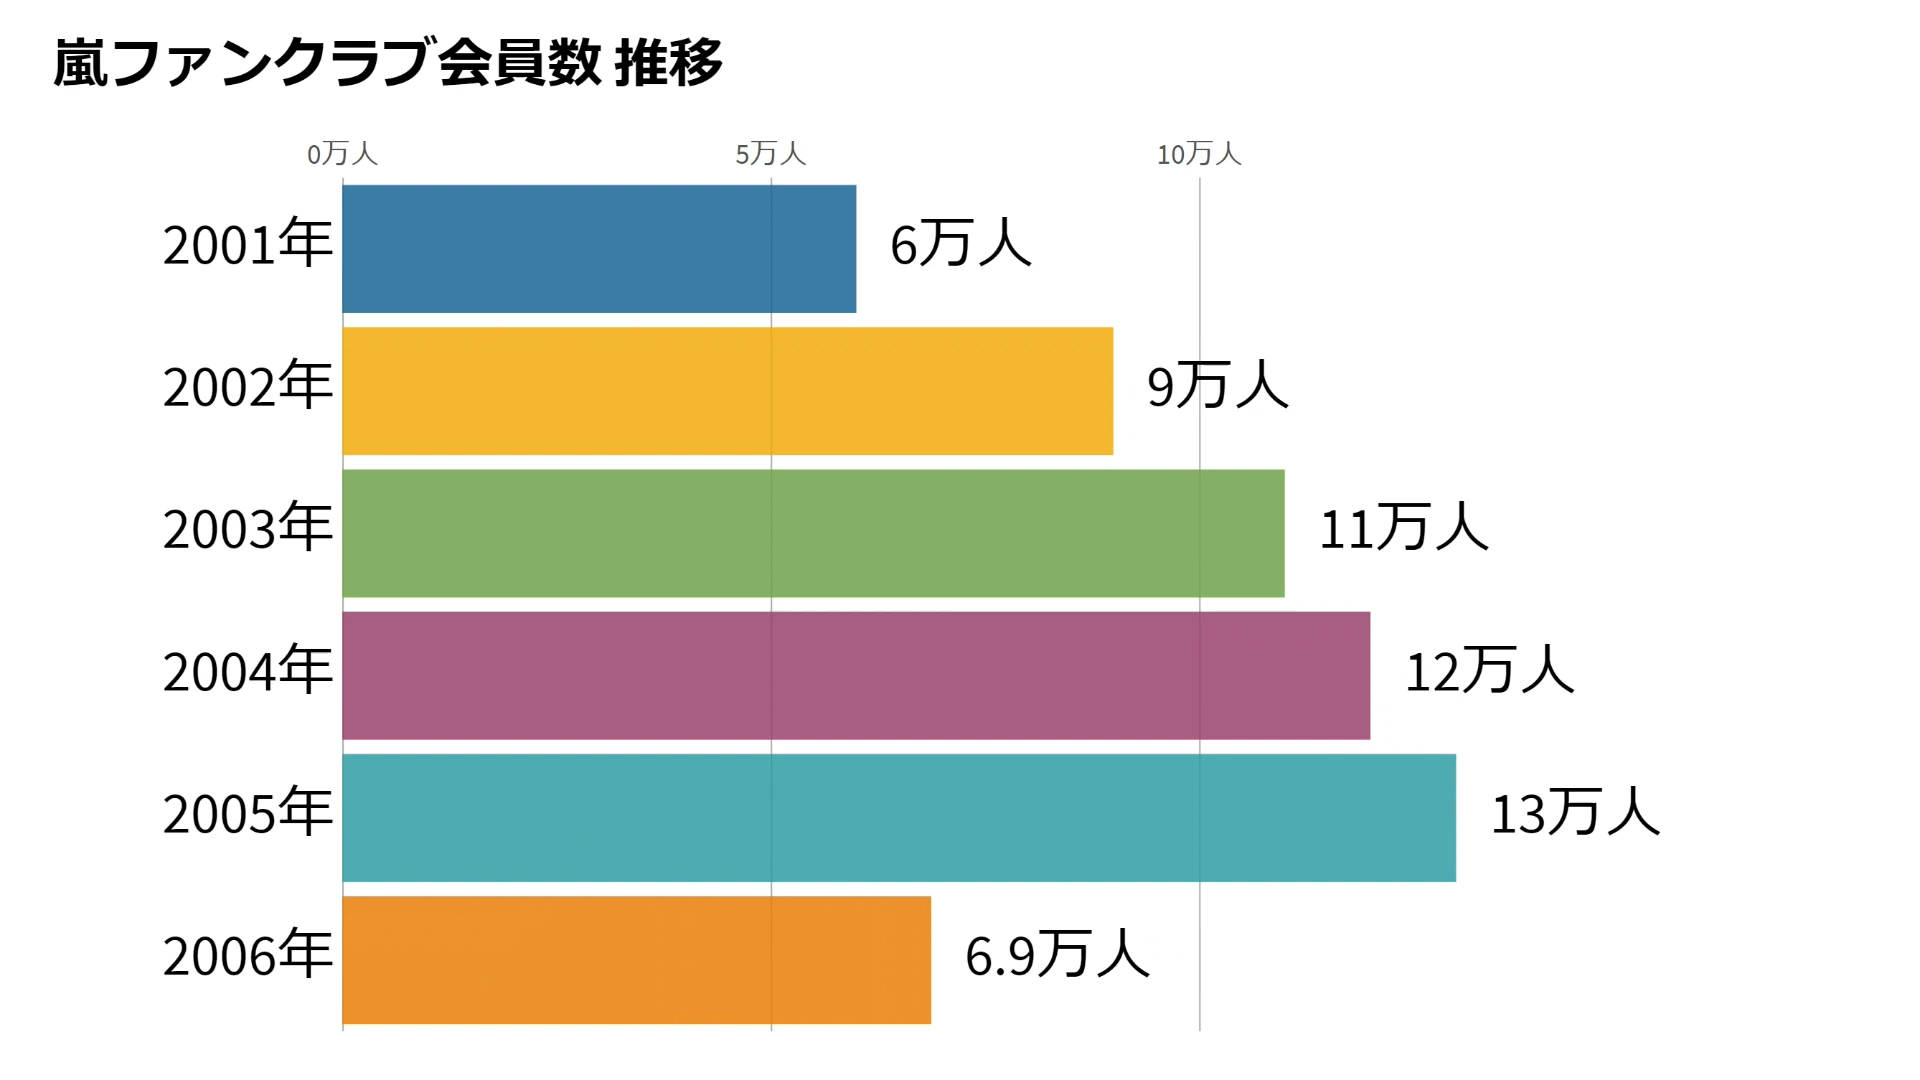 嵐ファンクラブ会員数 推移
0万人 5万人 10万人
2001年 6万人
2002年 9万人
2003年 11万人
2004年 12万人
2005年 13万人
2006年 6.9万人